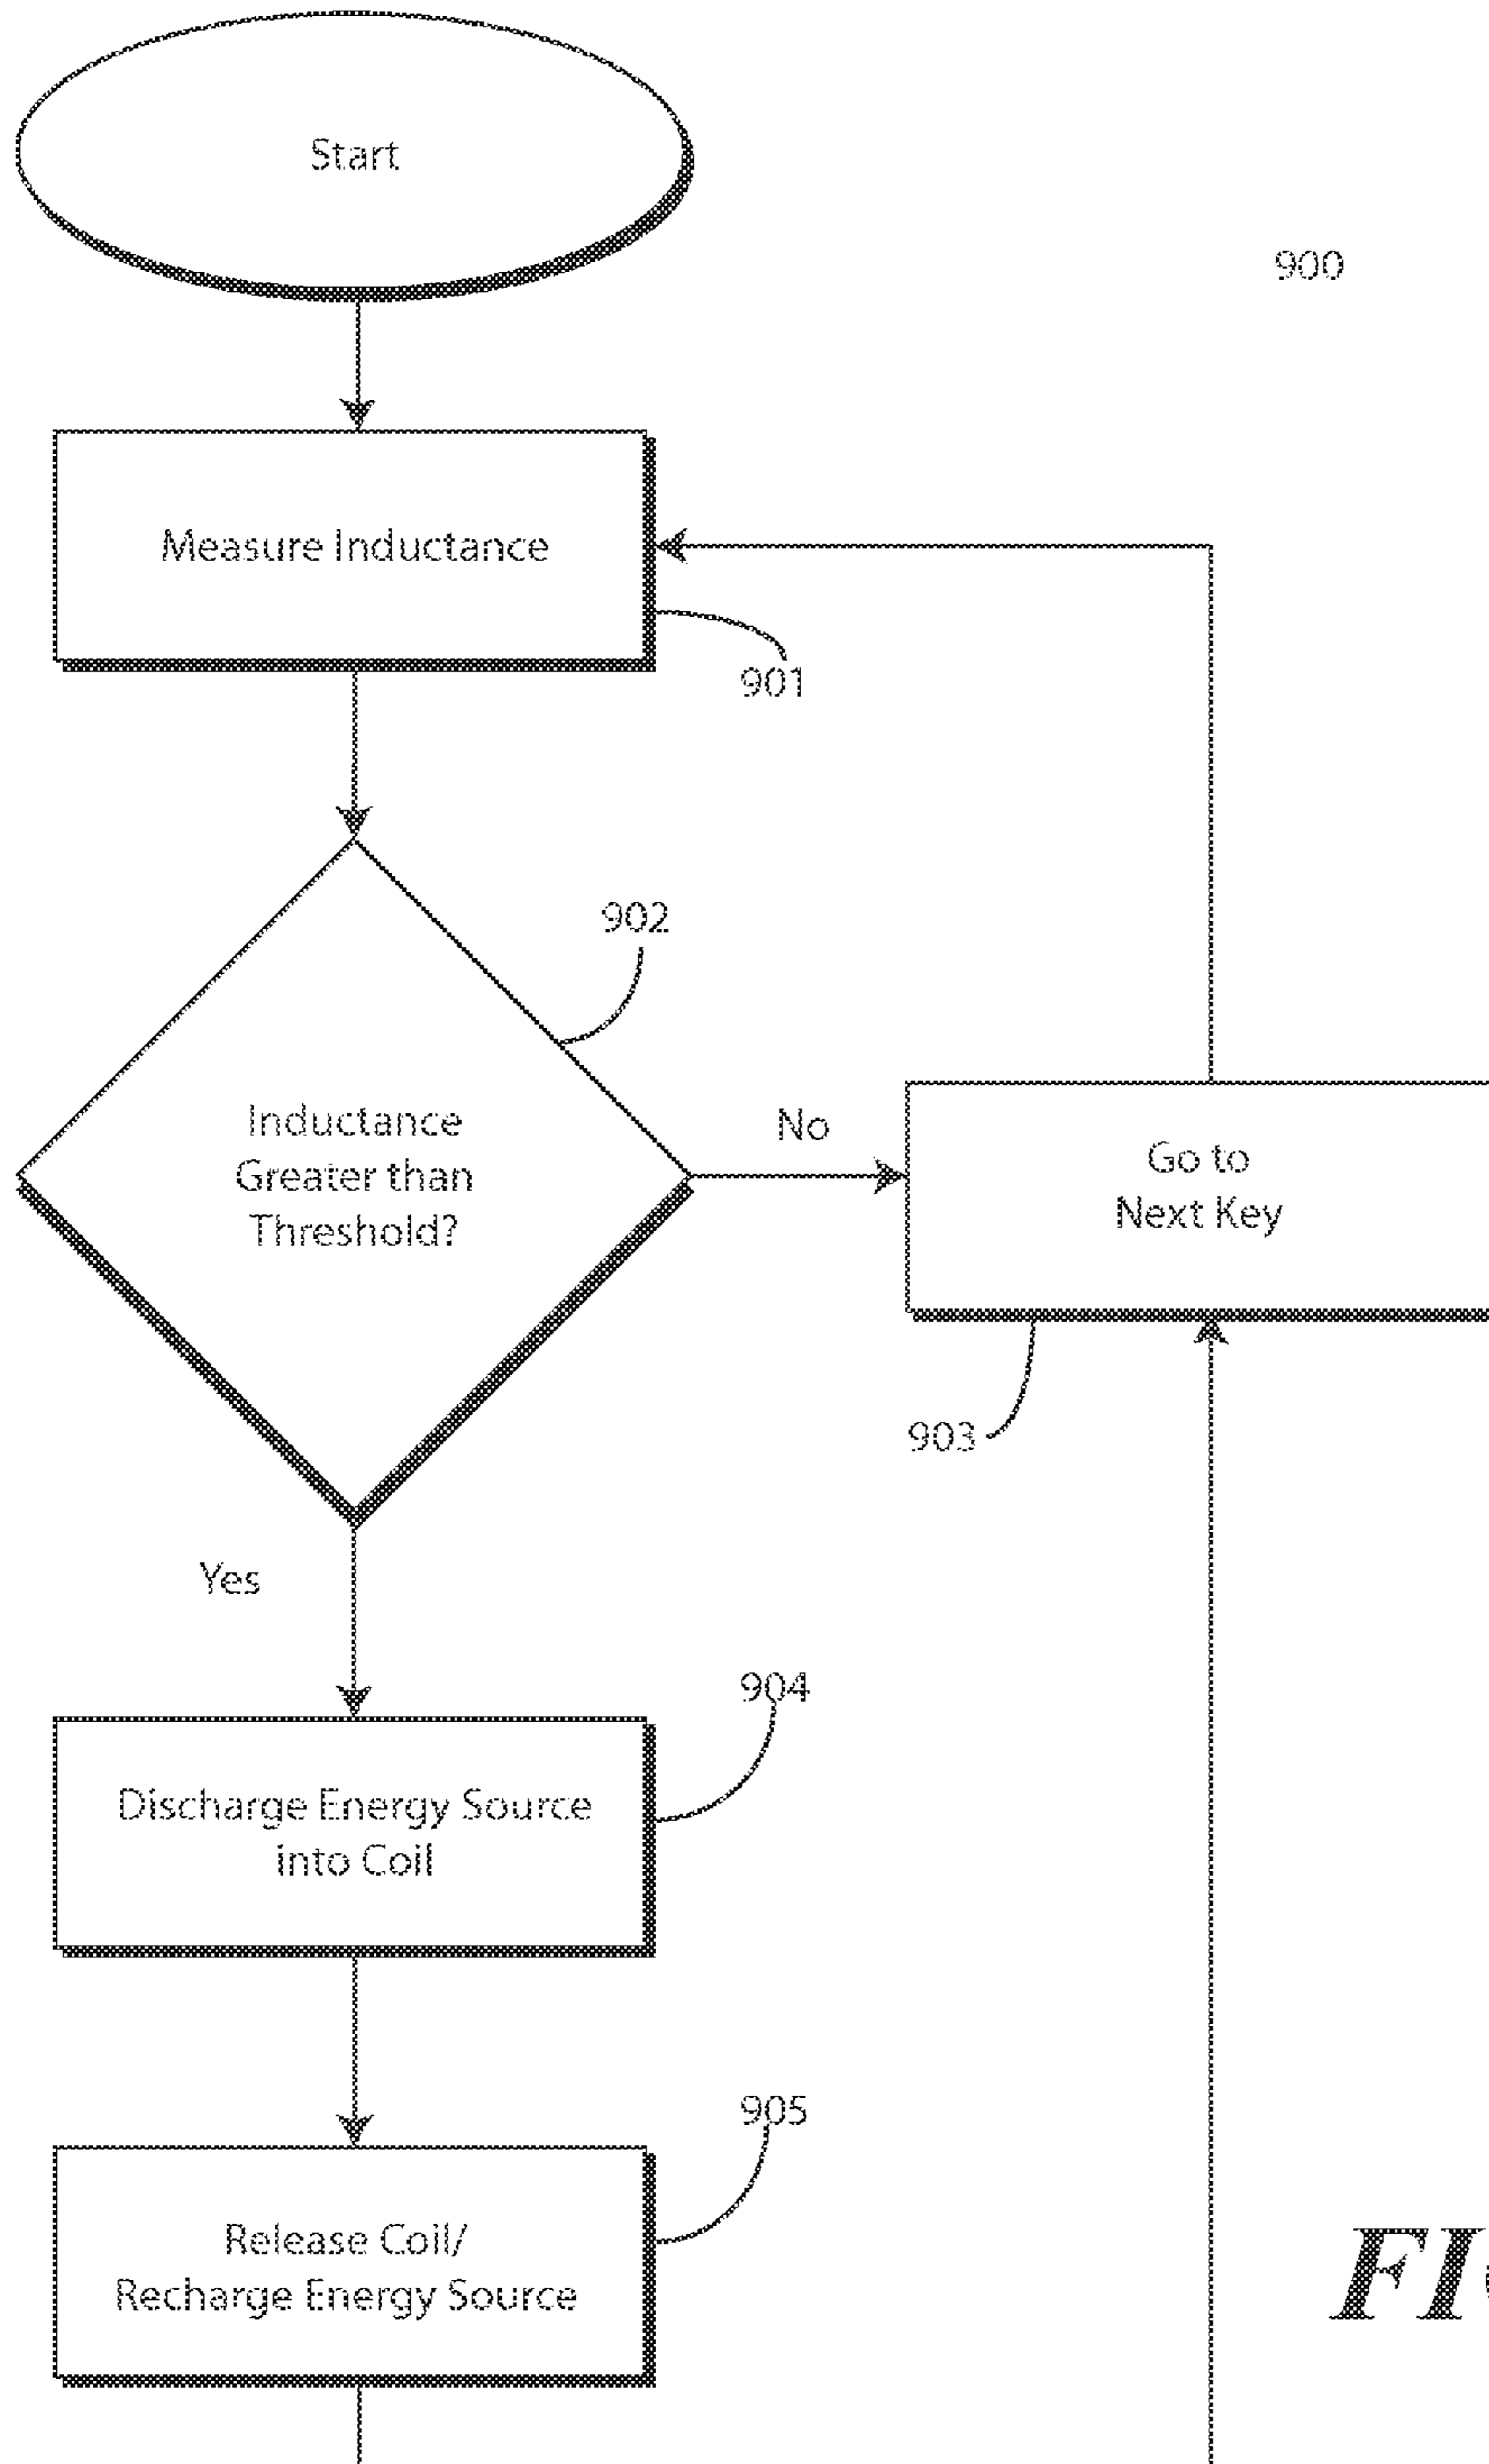 Start
900
Measure Inductance
901
902
Inductance
Greater than
Threshold?
No
Go to
Next Key
903
Yes
904
Discharge Energy Source
into Coil
905
Release Coil/
Recharge Energy Source